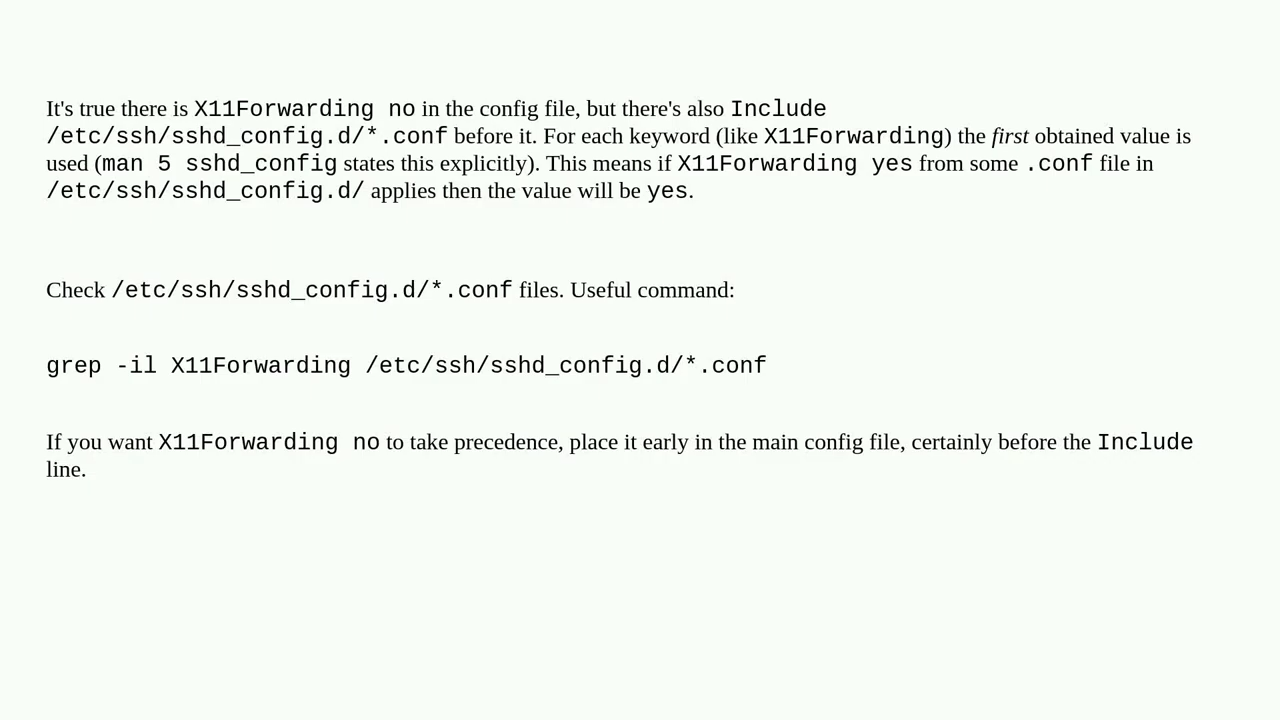 It's true there is X11Forwarding no in the config file, but there's also Include
/etc/ssh/sshd_config.d/*.conf before it. For each keyword (like X11Forwarding) the first obtained value is
used (man 5 sshd_config states this explicitly). This means if X11Forwarding yes from some .conf file in
/etc/ssh/sshd_config.d/ applies then the value will be yes.
Check /etc/ssh/sshd_config.d/*.conf files. Useful command:
grep -il X11Forwarding /etc/ssh/sshd_config.d/*.conf
If you want X11Forwarding no to take precedence, place it early in the main config file, certainly before the Include
line.